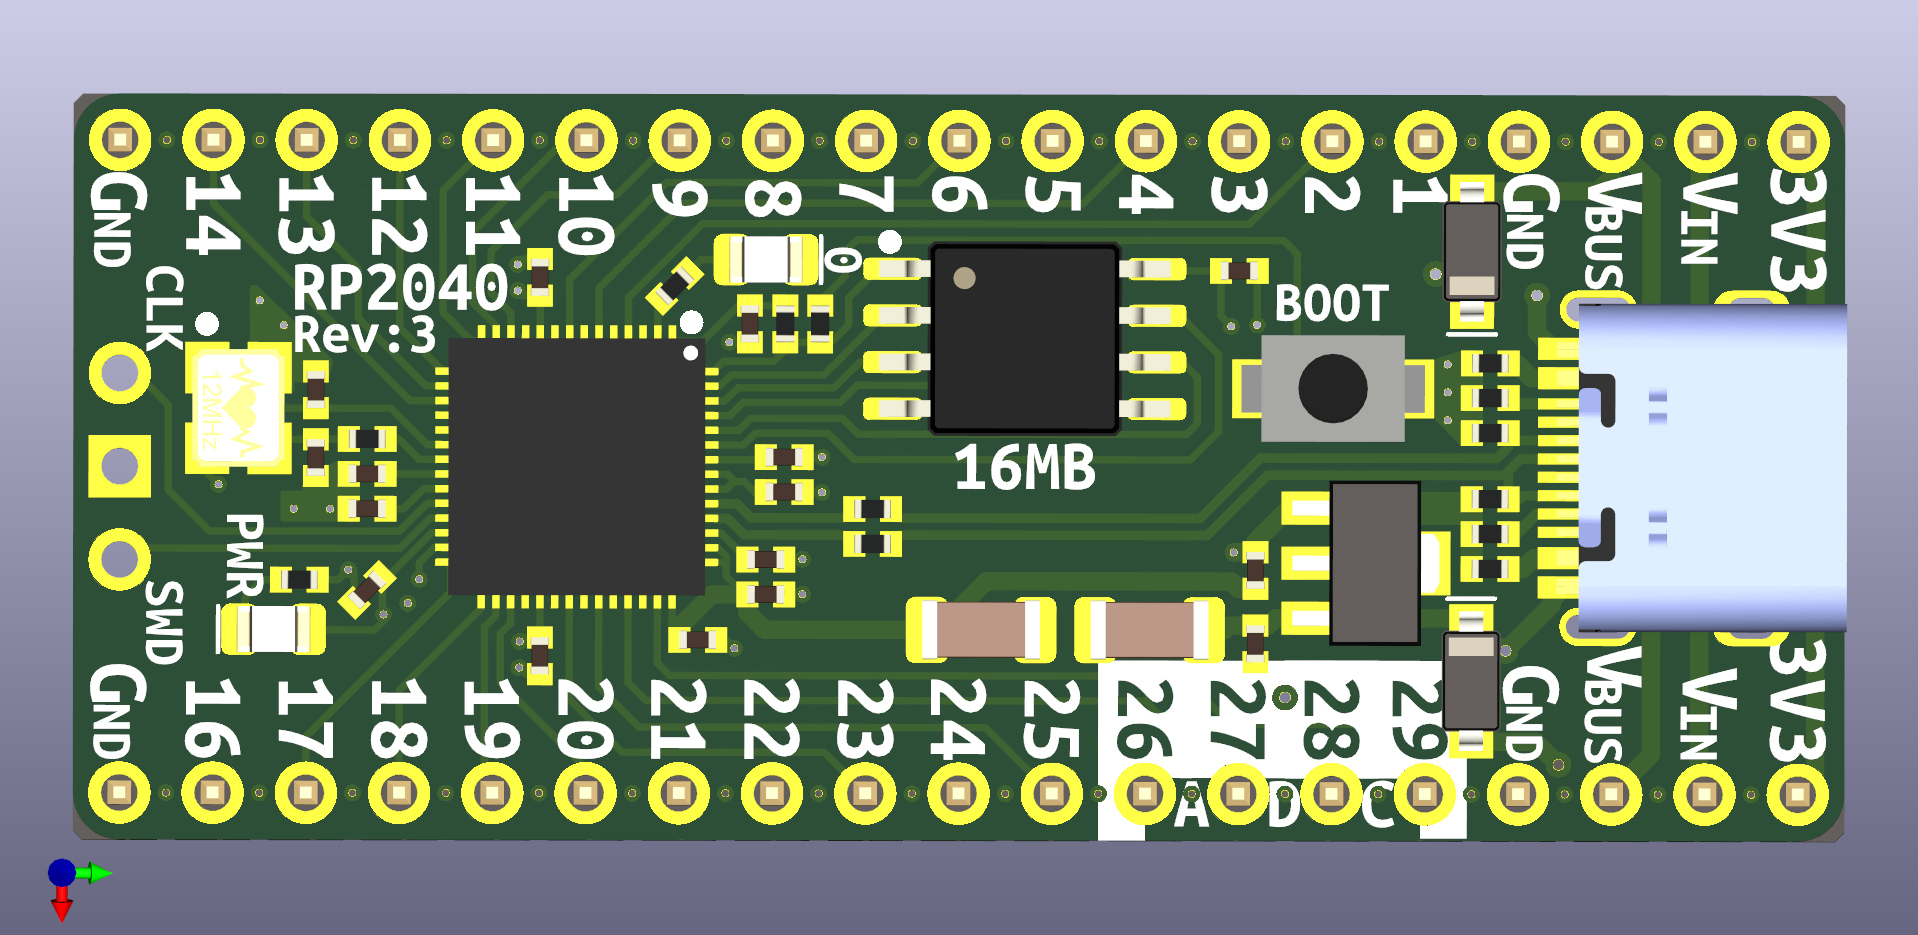 GND 14 13 12 11 10 9 8 7 6 5 4 3 2 1 GND VBUS VIN 3V3
CLK
RP2040
Rev:3
0
BOOT
12MHz
16MB
PWR
SWD
GND 16 17 18 19 20 21 22 23 24 25 26 27 28 29 GND VBUS VIN 3V3
A D C